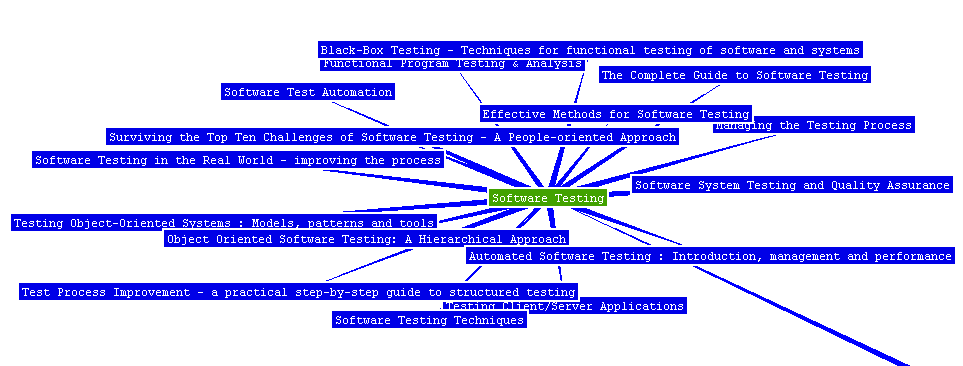 Black-Box Testing - Techniques for functional testing of software and systems
Functional Program Testing & Analysis
The Complete Guide to Software Testing
Software Test Automation
Effective Methods for Software Testing
Managing the Testing Process
Surviving the Top Ten Challenges of Software Testing - A People-oriented Approach
Software Testing in the Real World - improving the process
Software System Testing and Quality Assurance
Software Testing
Testing Object-Oriented Systems : Models, patterns and tools
Object Oriented Software Testing: A Hierarchical Approach
Automated Software Testing : Introduction, management and performance
Test Process Improvement - a practical step-by-step guide to structured testing
Testing Client/Server Applications
Software Testing Techniques